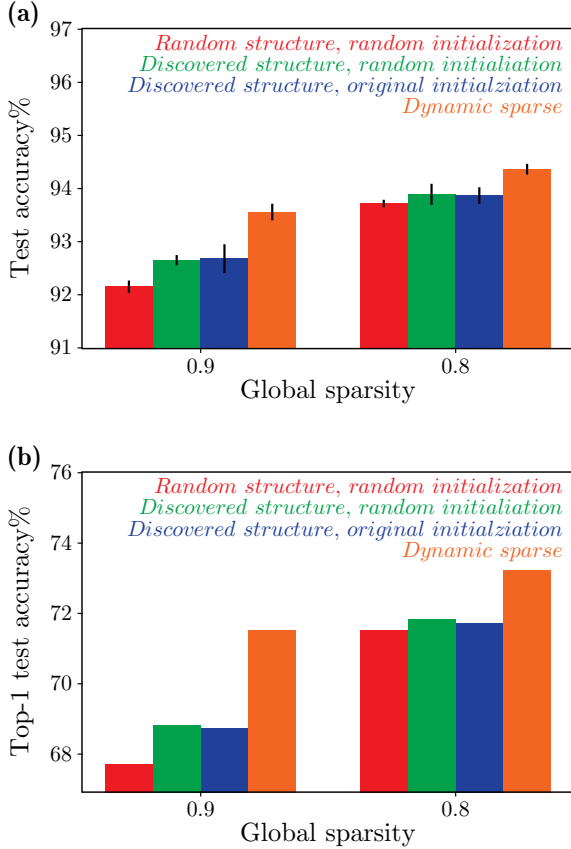 (a)
97
96
95
94
93
92
91
Test accuracy%
Random structure, random initialization
Discovered structure, random initialiation
Discovered structure, original initialziation
Dynamic sparse
0.9
0.8
Global sparsity
(b)
76
74
72
70
68
Top-1 test accuracy%
Random structure, random initialization
Discovered structure, random initialiation
Discovered structure, original initialziation
Dynamic sparse
0.9
0.8
Global sparsity